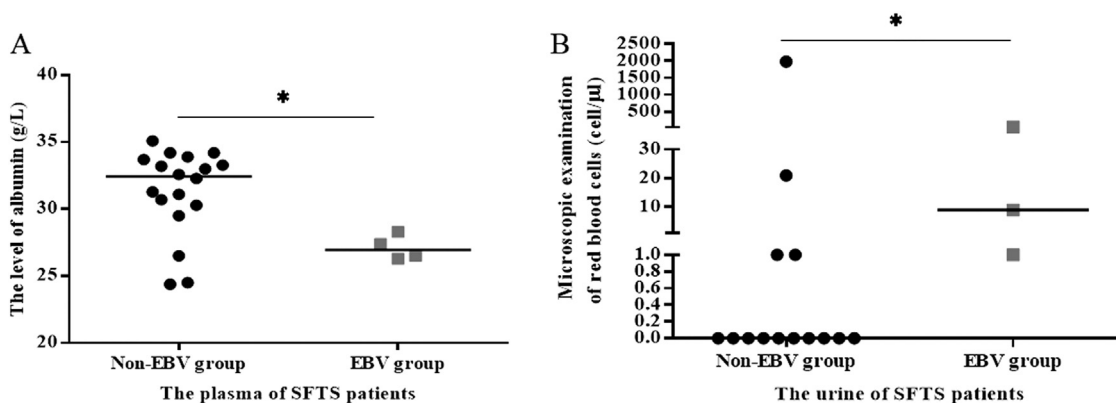 A
The level of albumin (g/L)
40
35
30
25
20
*
Non-EBV group
EBV group
The plasma of SFTS patients
B
Microscopic examination
of red blood cells (cell/μl)
2500
2000
1500
1000
500
30
20
10
1.0
0.8
0.6
0.4
0.2
0.0
*
Non-EBV group
EBV group
The urine of SFTS patients